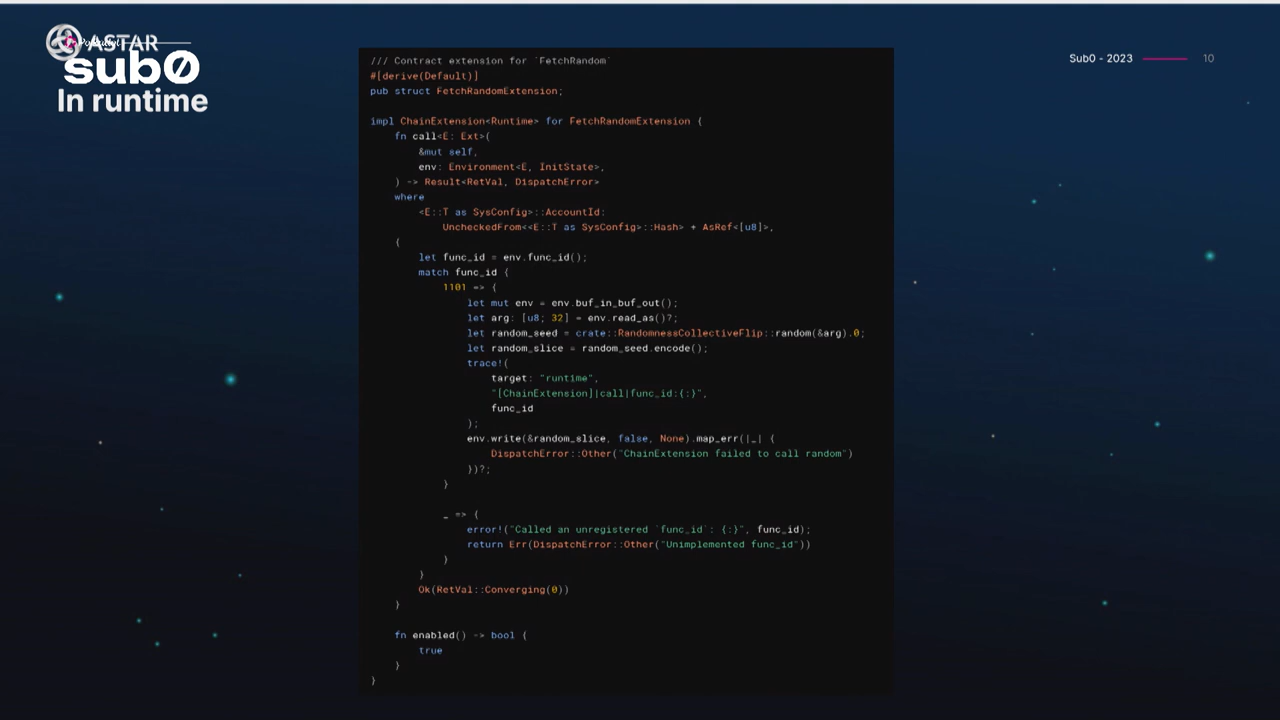 ASTAR
sub0
In runtime
Sub0 - 2023
10
/// Contract extension for `FetchRandom`
#[derive(Default)]
pub struct FetchRandomExtension;
impl ChainExtension<Runtime> for FetchRandomExtension {
    fn call<E: Ext>(
        &mut self,
        env: Environment<E, InitState>,
    ) -> Result<RetVal, DispatchError>
    where
        <E::T as SysConfig>::AccountId:
            UncheckedFrom<<E::T as SysConfig>::Hash> + AsRef<[u8]>,
    {
        let func_id = env.func_id();
        match func_id {
            1101 => {
                let mut env = env.buf_in_buf_out();
                let arg: [u8; 32] = env.read_as()?;
                let random_seed = crate::RandomnessCollectiveFlip::random(&arg).0;
                let random_slice = random_seed.encode();
                trace!(
                    target: "runtime",
                    "[ChainExtension]|call|func_id:{:}",
                    func_id
                );
                env.write(&random_slice, false, None).map_err(|_| {
                    DispatchError::Other("ChainExtension failed to call random")
                })?;
            }
            _ => {
                error!("Called an unregistered `func_id`: {:}", func_id);
                return Err(DispatchError::Other("Unimplemented func_id"))
            }
        }
        Ok(RetVal::Converging(0))
    }
    fn enabled() -> bool {
        true
    }
}